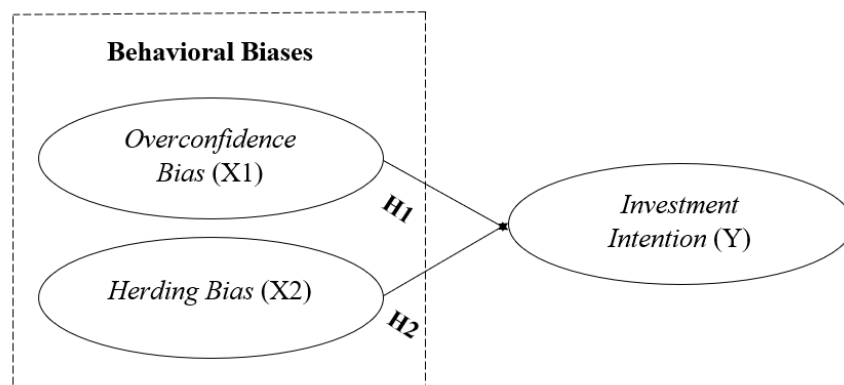 Behavioral Biases
Overconfidence
Bias (X1)
H1
Investment
Intention (Y)
Herding Bias (X2)
H2